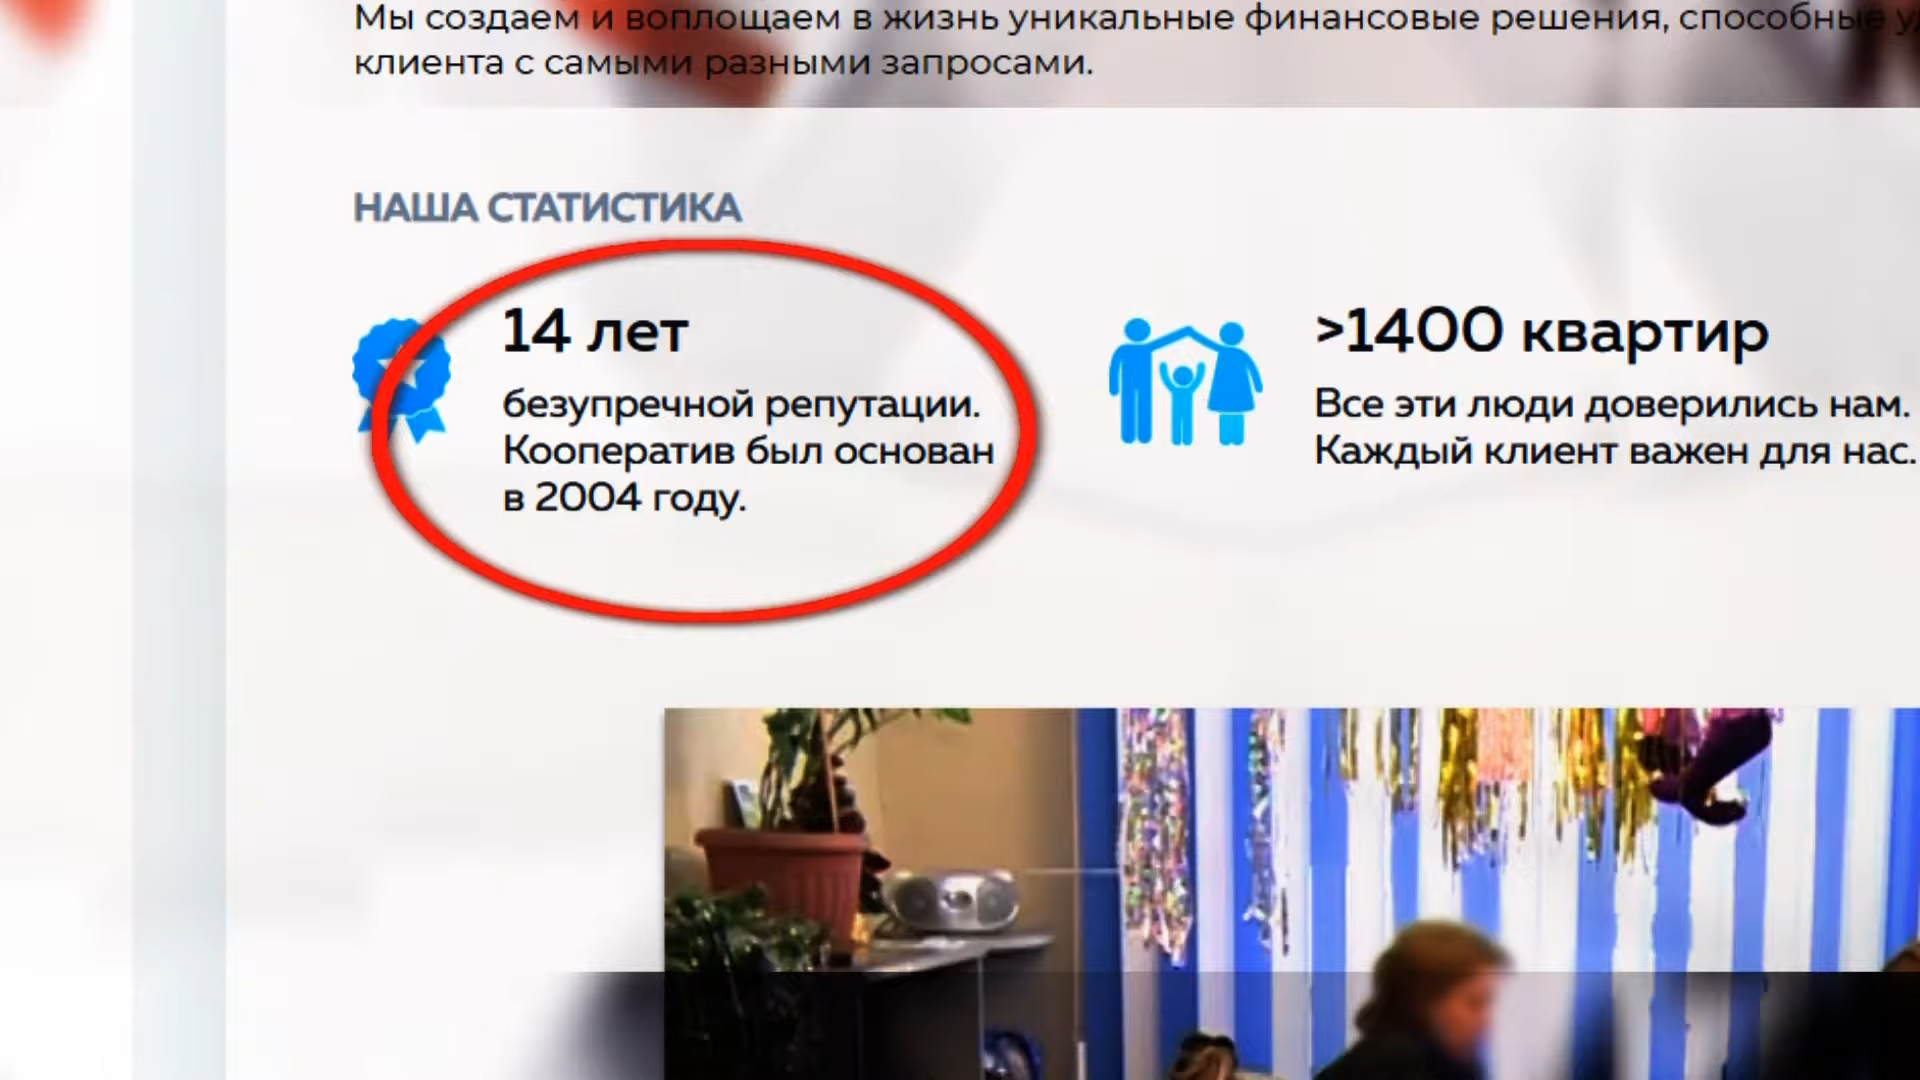 Мы создаем и воплощаем в жизнь уникальные финансовые решения, способные
клиента с самыми разными запросами.
НАША СТАТИСТИКА
14 лет
безупречной репутации.
Кооператив был основан
в 2004 году.
>1400 квартир
Все эти люди доверились нам.
Каждый клиент важен для нас.